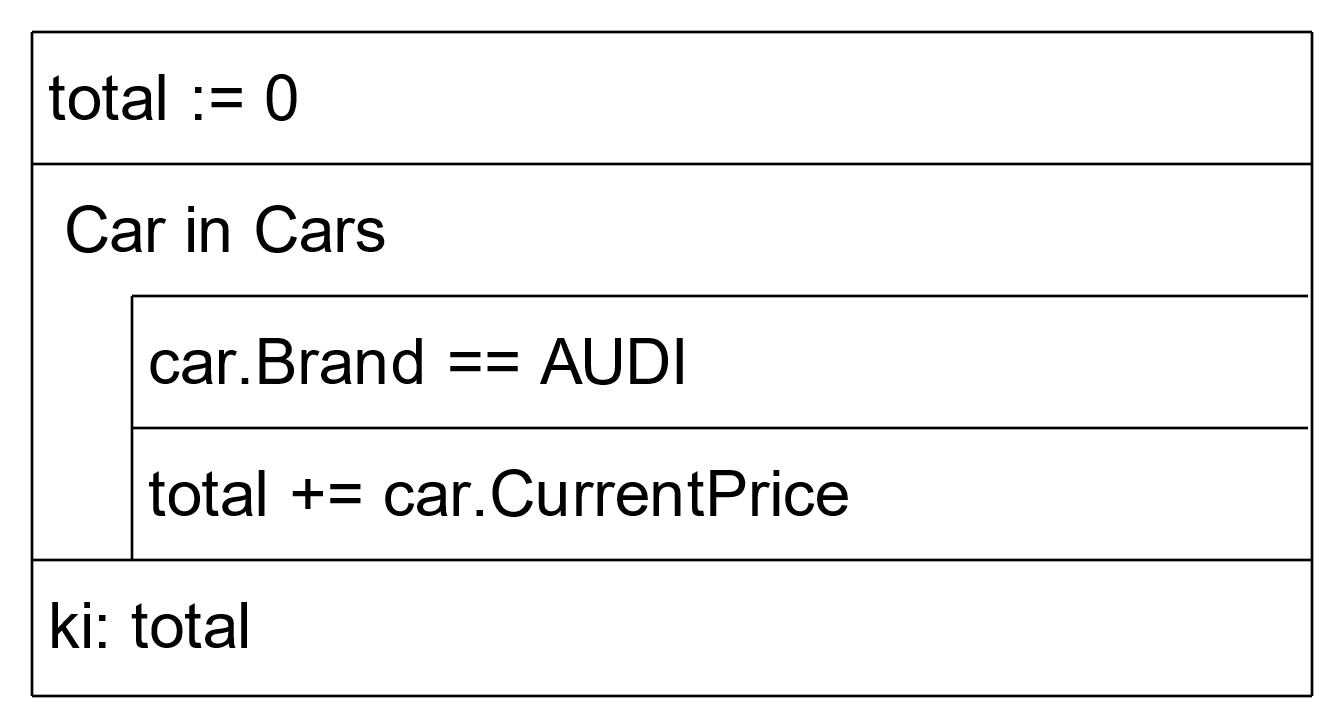 total := 0
Car in Cars
car.Brand == AUDI
total += car.CurrentPrice
ki: total